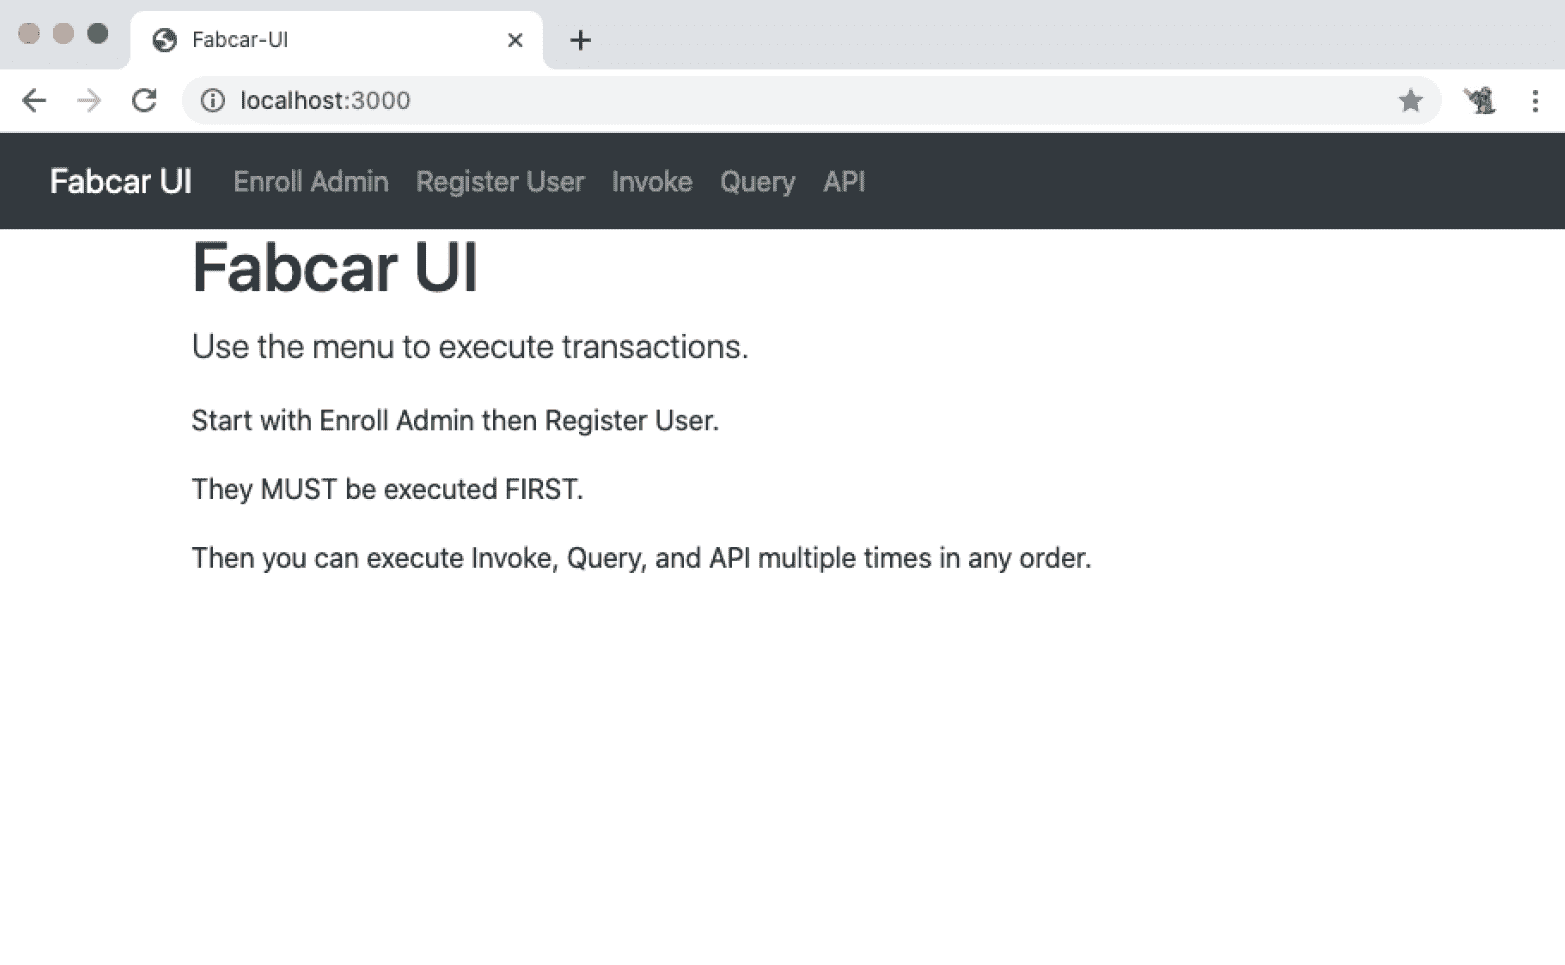 Fabcar-UI
localhost:3000
Fabcar UI Enroll Admin Register User Invoke Query API
Fabcar UI
Use the menu to execute transactions.
Start with Enroll Admin then Register User.
They MUST be executed FIRST.
Then you can execute Invoke, Query, and API multiple times in any order.